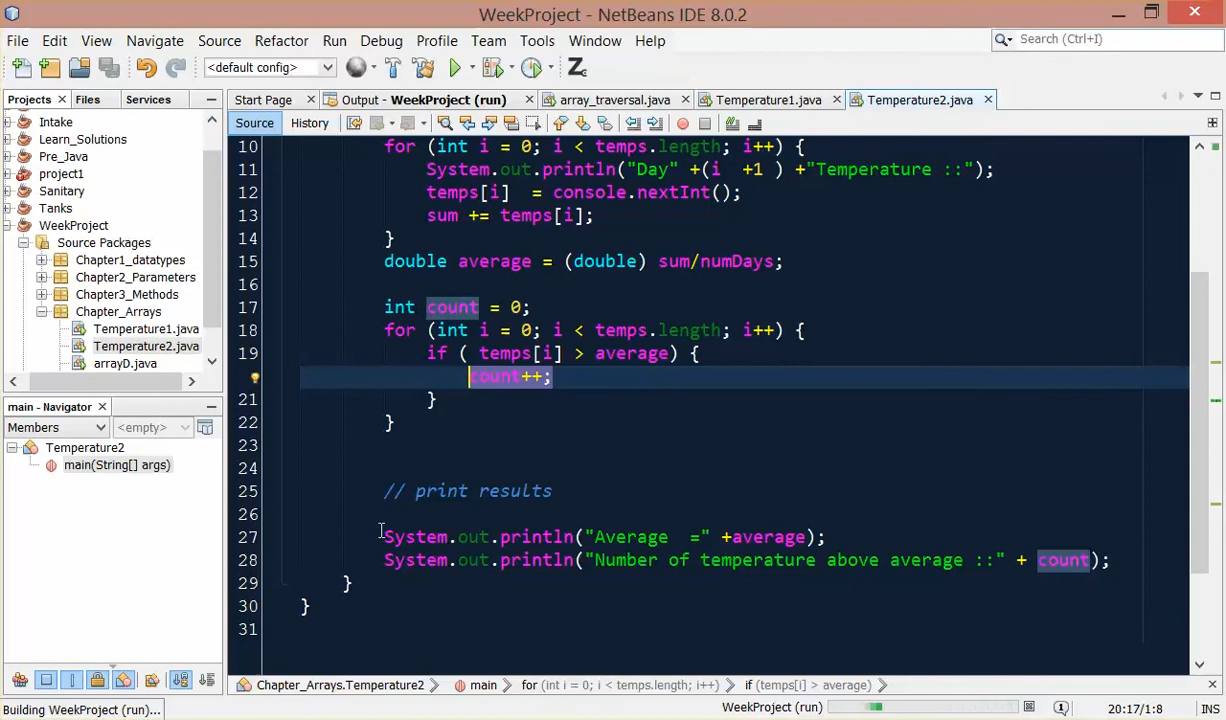 WeekProject - NetBeans IDE 8.0.2
File Edit View Navigate Source Refactor Run Debug Profile Team Tools Window Help
Search (Ctrl+I)
<default config>
Projects Files Services
Start Page Output - WeekProject (run) array_traversal.java Temperature1.java Temperature2.java
Source History
Intake
Learn_Solutions
Pre_Java
project1
Sanitary
Tanks
WeekProject
Source Packages
Chapter1_datatypes
Chapter2_Parameters
Chapter3_Methods
Chapter_Arrays
Temperature1.java
Temperature2.java
arrayD.java
main - Navigator
Members <empty>
Temperature2
main(String[] args)
10 for (int i = 0; i < temps.length; i++) {
11 System.out.println("Day" +(i +1 ) +"Temperature ::");
12 temps[i] = console.nextInt();
13 sum += temps[i];
14 }
15 double average = (double) sum/numDays;
16
17 int count = 0;
18 for (int i = 0; i < temps.length; i++) {
19 if ( temps[i] > average) {
count++;
21 }
22 }
23
24
25 // print results
26
27 System.out.println("Average =" +average);
28 System.out.println("Number of temperature above average ::" + count);
29 }
30 }
31
Chapter_Arrays.Temperature2 main for (int i = 0; i < temps.length; i++) if (temps[i] > average)
Building WeekProject (run)... WeekProject (run) 1 20:17/1:8 INS